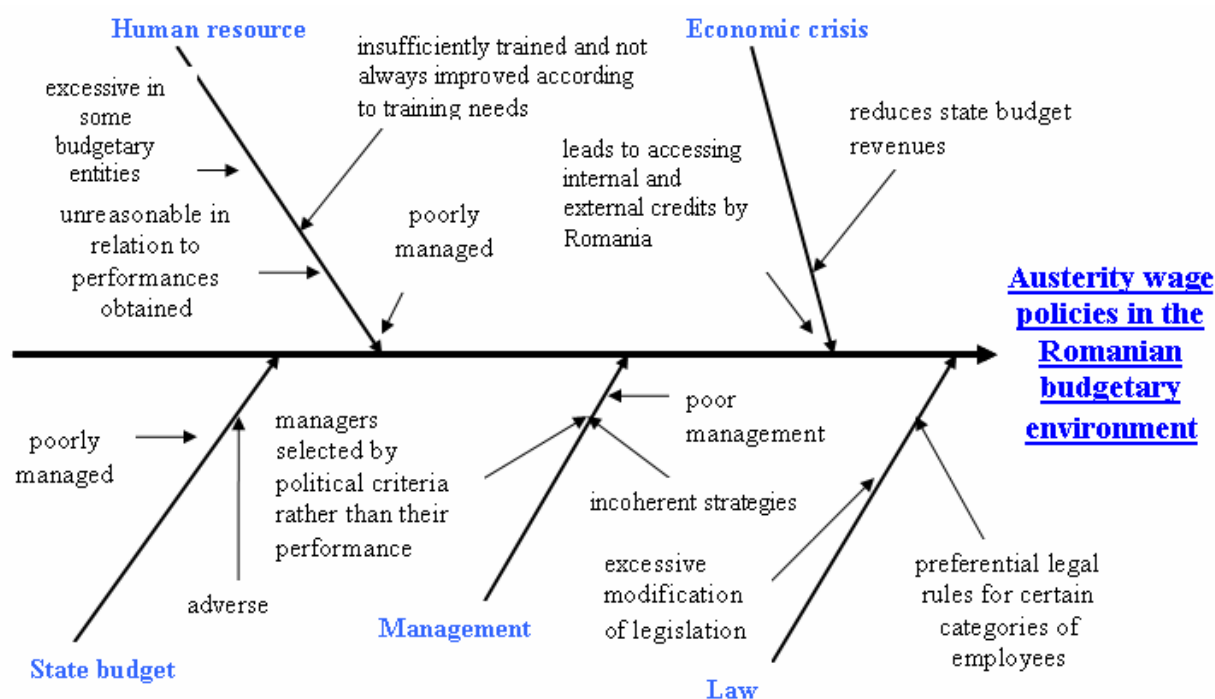 Human resource
Economic crisis
insufficiently trained and not
always improved according
to training needs
excessive in
some
budgetary
entities
reduces state budget
revenues
leads to accessing
internal and
external credits by
Romania
unreasonable in
relation to
performances
obtained
poorly
managed
Austerity wage
policies in the
Romanian
budgetary
environment
poorly
managed
managers
selected by
political criteria
rather than their
performance
poor
management
incoherent strategies
adverse
excessive
modification
of legislation
preferential legal
rules for certain
categories of
employees
State budget
Management
Law